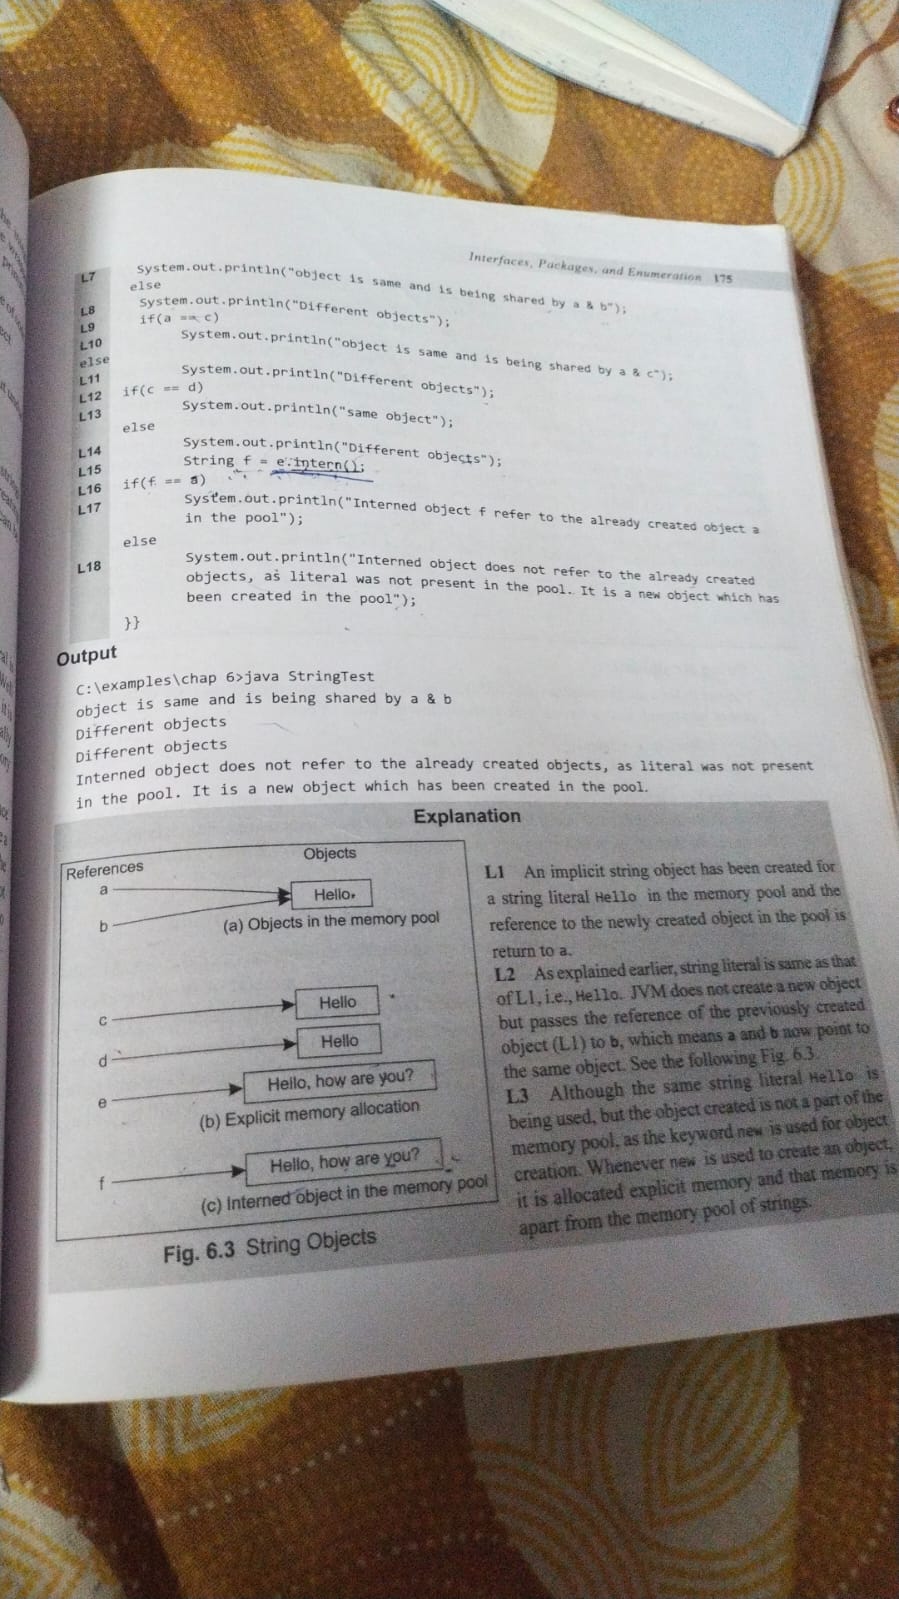 Interfaces, Packages, and Enumeration 175
L7 System.out.println("object is same and is being shared by a & b");
else
L8 System.out.println("Different objects");
L9 if(a == c)
L10 System.out.println("object is same and is being shared by a & c");
else
L11 System.out.println("Different objects");
L12 if(c == d)
L13 System.out.println("same object");
else
L14 System.out.println("Different objects");
L15 String f = e.intern();
L16 if(f == a)
L17 System.out.println("Interned object f refer to the already created object a
in the pool");
else
L18 System.out.println("Interned object does not refer to the already created
objects, as literal was not present in the pool. It is a new object which has
been created in the pool");
}}
Output
C:\examples\chap 6>java StringTest
object is same and is being shared by a & b
Different objects
Different objects
Interned object does not refer to the already created objects, as literal was not present
in the pool. It is a new object which has been created in the pool.
Explanation
References Objects
a
Hello
b
(a) Objects in the memory pool
c Hello
d Hello
e Hello, how are you?
(b) Explicit memory allocation
f Hello, how are you?
(c) Interned object in the memory pool
Fig. 6.3 String Objects
L1 An implicit string object has been created for
a string literal Hello in the memory pool and the
reference to the newly created object in the pool is
return to a.
L2 As explained earlier, string literal is same as that
of L1, i.e., Hello. JVM does not create a new object
but passes the reference of the previously created
object (L1) to b, which means a and b now point to
the same object. See the following Fig. 6.3.
L3 Although the same string literal Hello is
being used, but the object created is not a part of the
memory pool, as the keyword new is used for object
creation. Whenever new is used to create an object,
it is allocated explicit memory and that memory is
apart from the memory pool of strings.